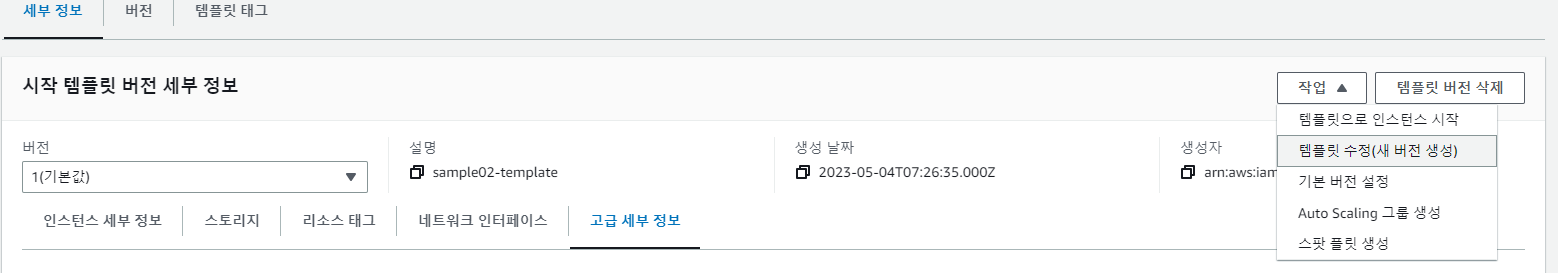 세부 정보 버전 템플릿 태그
시작 템플릿 버전 세부 정보
작업 템플릿 버전 삭제
템플릿으로 인스턴스 시작
템플릿 수정(새 버전 생성)
기본 버전 설정
Auto Scaling 그룹 생성
스팟 플릿 생성
버전 설명 생성 날짜 생성자
1(기본값) sample02-template 2023-05-04T07:26:35.000Z arn:aws:iam
인스턴스 세부 정보 스토리지 리소스 태그 네트워크 인터페이스 고급 세부 정보